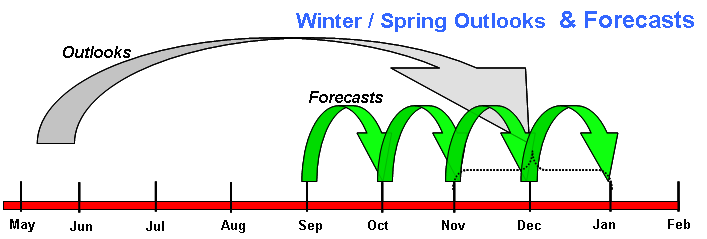 Winter / Spring Outlooks & Forecasts
Outlooks
Forecasts
May Jun Jul Aug Sep Oct Nov Dec Jan Feb